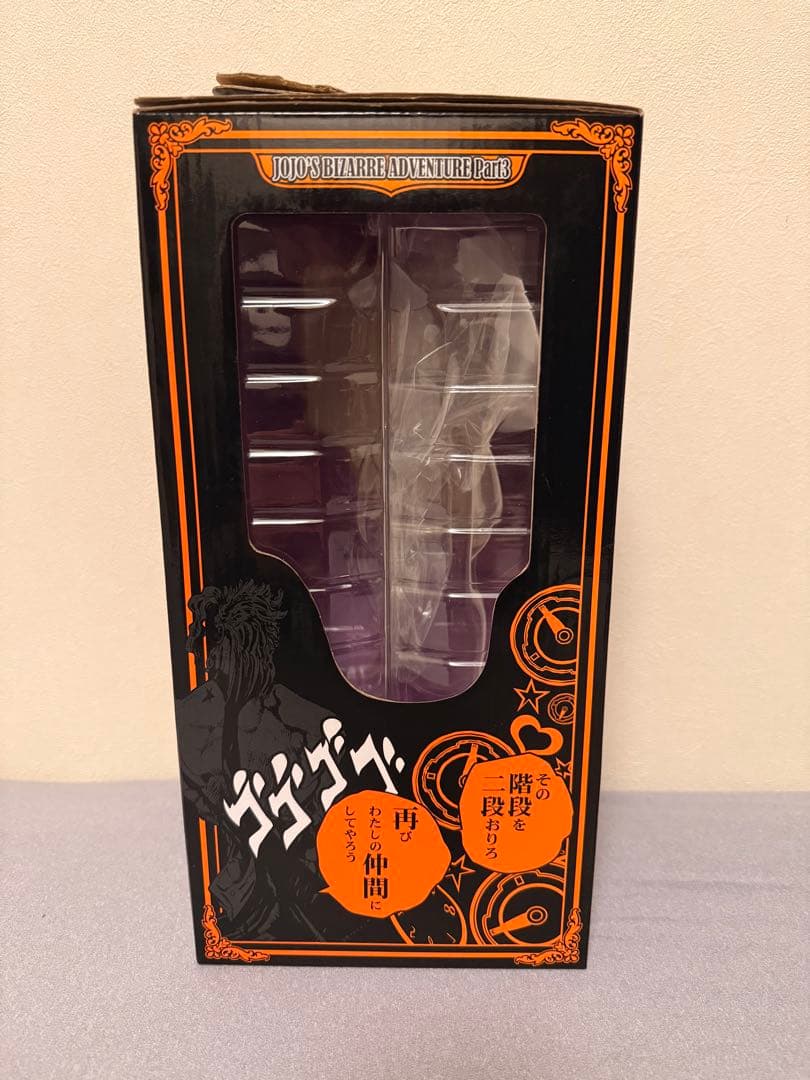 JOJO'S BIZARRE ADVENTURE Part3
その
階段を
二段おりろ
再び
わたしの仲間に
してやろう
ゴゴゴゴ